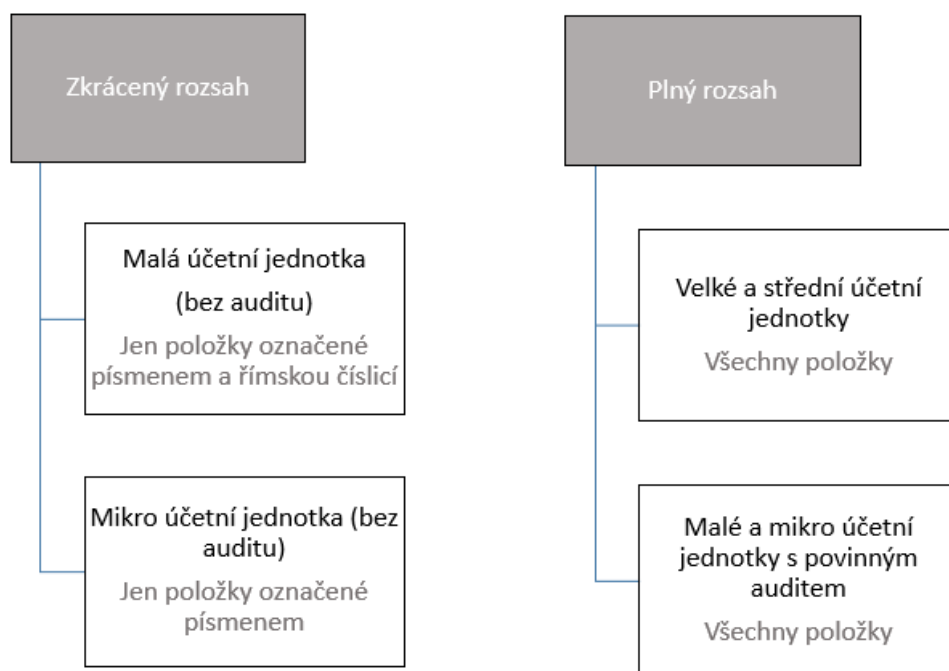 Zkrácený rozsah
Malá účetní jednotka
(bez auditu)
Jen položky označené
písmenem a římskou číslicí
Mikro účetní jednotka (bez
auditu)
Jen položky označené
písmenem
Plný rozsah
Velké a střední účetní
jednotky
Všechny položky
Malé a mikro účetní
jednotky s povinným
auditem
Všechny položky